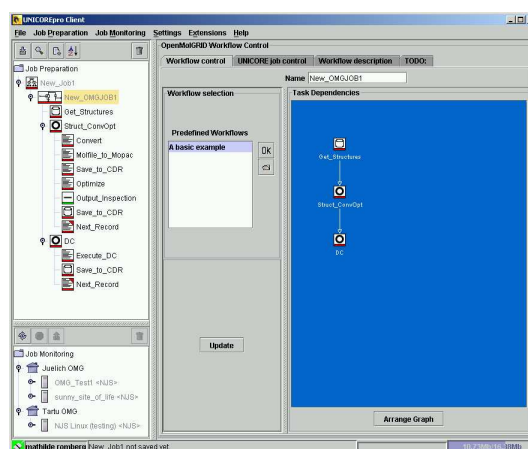 UNICOREpro Client
File Job Preparation Job Monitoring Settings Extensions Help
OpenMolGRID Workflow Control
Workflow control UNICORE job control Workflow description TODO:
Job Preparation
New_Job1
New_OMGJOB1
Get_Structures
Struct_ConvOpt
Convert
Molfile_to_Mopac
Save_to_CDR
Optimize
Output_Inspection
Save_to_CDR
Next_Record
DC
Execute_DC
Save_to_CDR
Next_Record
Name New_OMGJOB1
Workflow selection
Predefined Workflows
A basic example
OK
Update
Task Dependencies
Get_Structures
Struct_ConvOpt
DC
Arrange Graph
Job Monitoring
Juelich OMG
OMG_Test1 <NJS>
sunny_site_of_life <NJS>
Tartu OMG
NJS Linux (testing) <NJS>
mathilde romberg New_Job1 not saved yet.